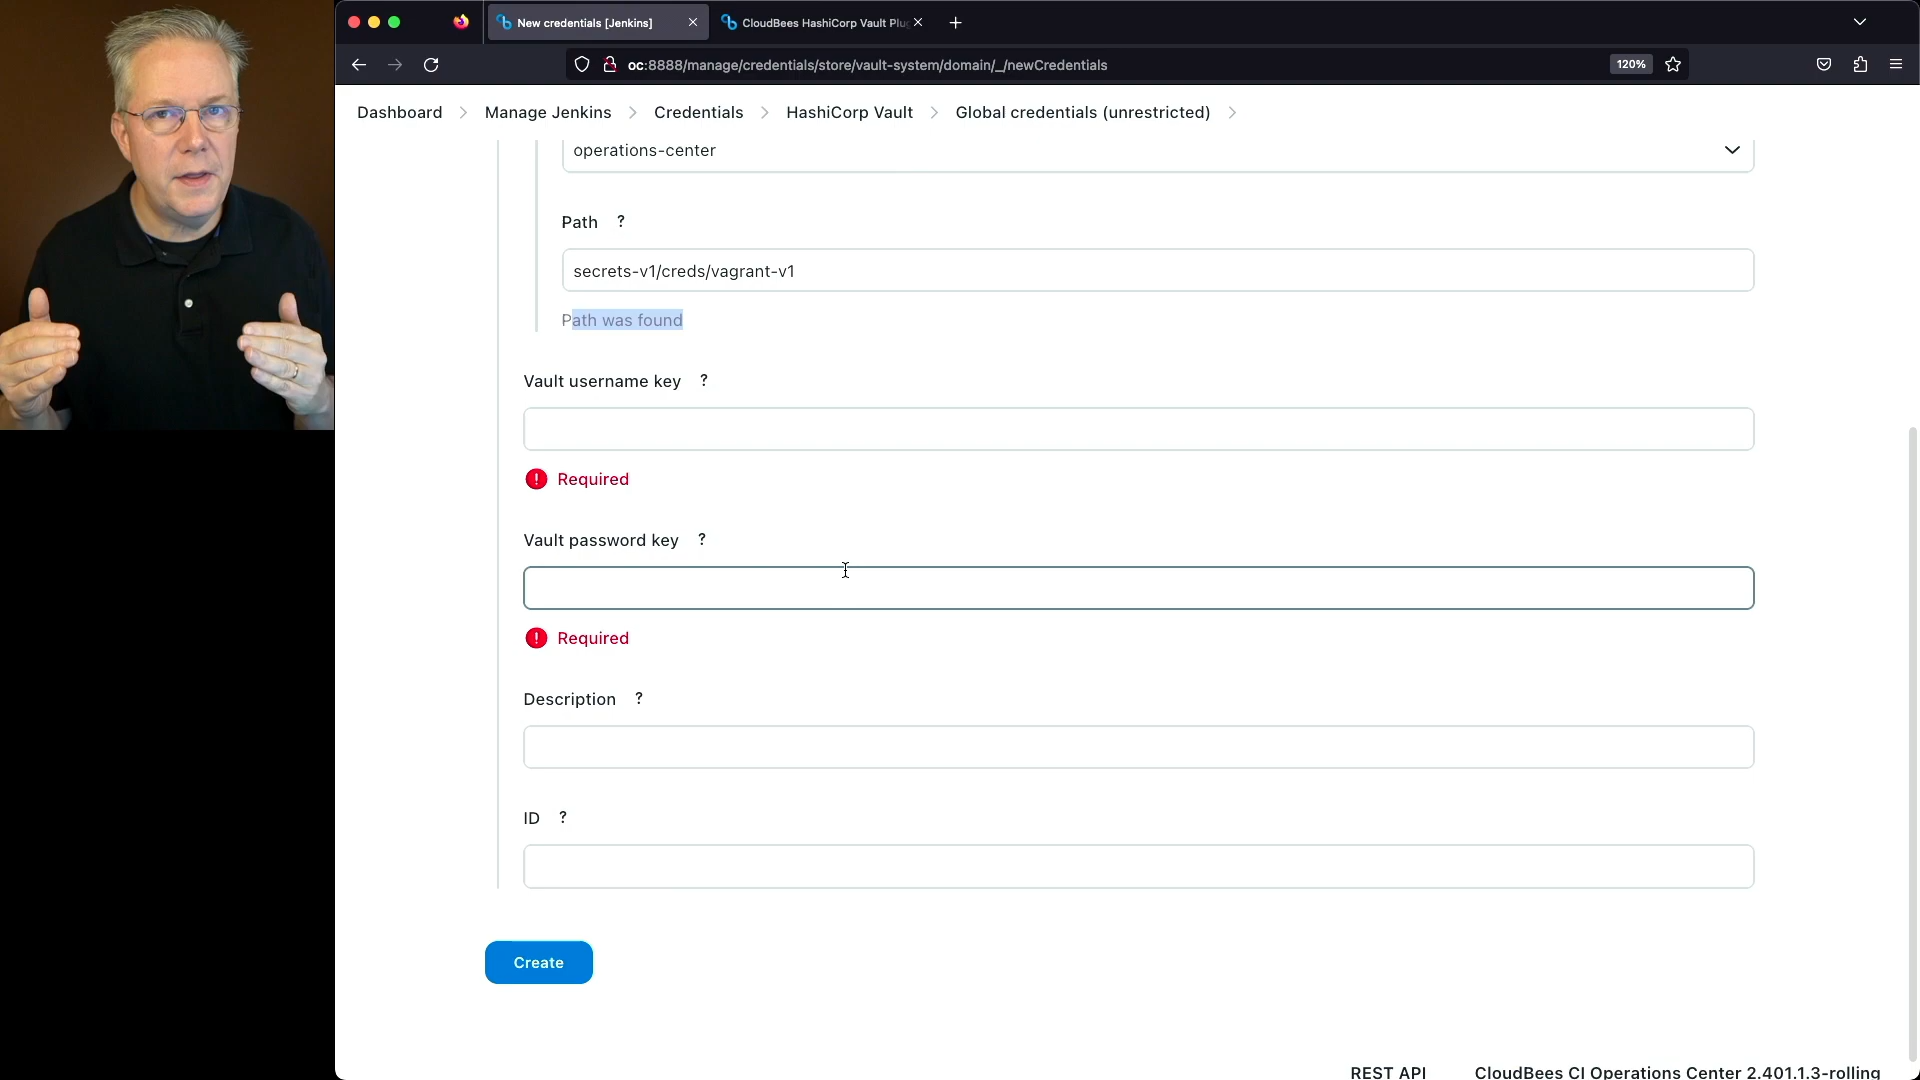 New credentials [Jenkins]
CloudBees HashiCorp Vault Plu
oc:8888/manage/credentials/store/vault-system/domain/_/newCredentials
120%
Dashboard
Manage Jenkins
Credentials
HashiCorp Vault
Global credentials (unrestricted)
operations-center
Path ?
secrets-v1/creds/vagrant-v1
Path was found
Vault username key ?
Required
Vault password key ?
Required
Description ?
ID ?
Create
REST API
CloudBees CI Operations Center 2.401.1.3-rolling